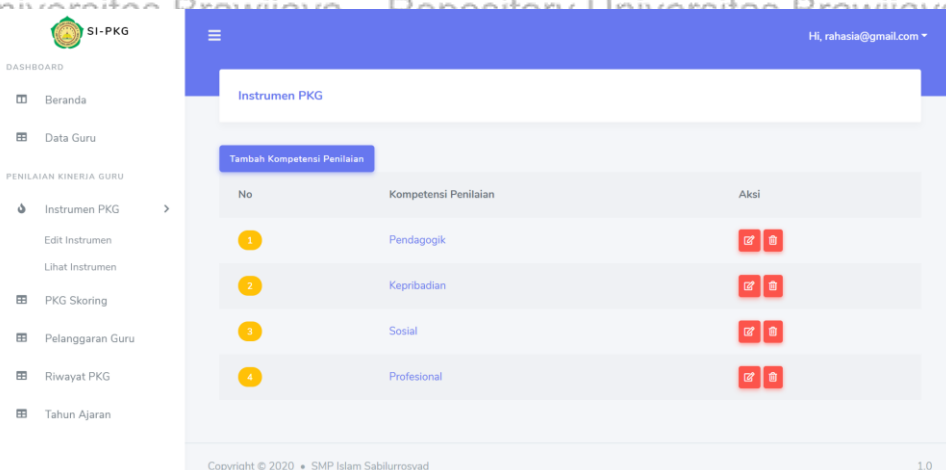 SI-PKG
Hi, rahasia@gmail.com
DASHBOARD
Beranda
Data Guru
PENILAIAN KINERJA GURU
Instrumen PKG
Edit Instrumen
Lihat Instrumen
PKG Skoring
Pelanggaran Guru
Riwayat PKG
Tahun Ajaran
Instrumen PKG
Tambah Kompetensi Penilaian
No Kompetensi Penilaian Aksi
1 Pendagogik
2 Kepribadian
3 Sosial
4 Profesional
Copyright © 2020 • SMP Islam Sabilurrosyad 1.0